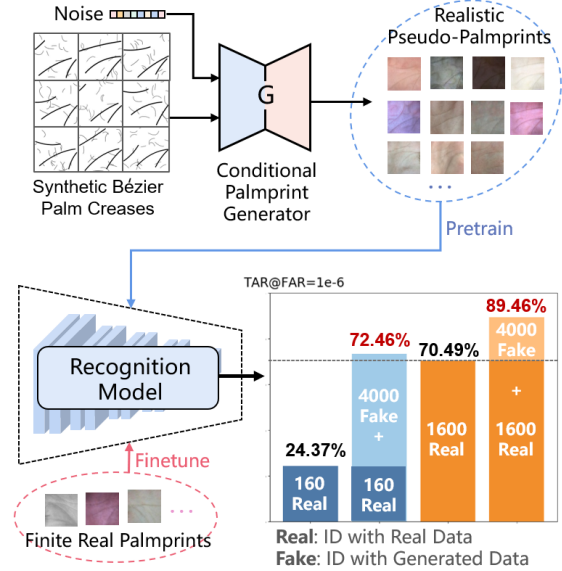 Noise
Realistic
Pseudo-Palmprints
G
Synthetic Bézier
Palm Creases
Conditional
Palmprint
Generator
...
Pretrain
TAR@FAR=1e-6
Recognition
Model
Finetune
...
Finite Real Palmprints
24.37%
72.46%
70.49%
89.46%
160
Real
4000
Fake
+
160
Real
1600
Real
4000
Fake
+
1600
Real
Real: ID with Real Data
Fake: ID with Generated Data